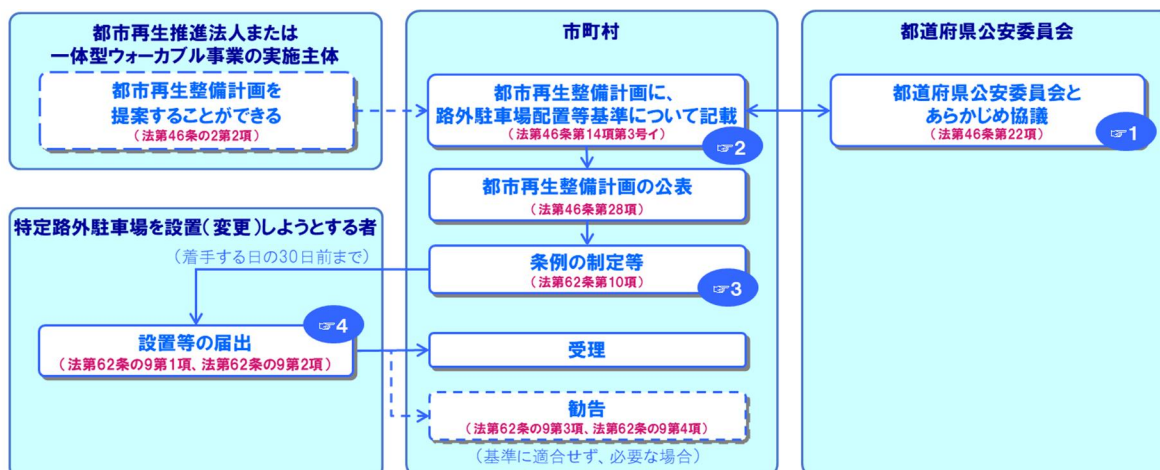 都市再生推進法人または
一体型ウォーカブル事業の実施主体
都市再生整備計画を
提案することができる
(法第46条の2第2項)
市町村
都市再生整備計画に、
路外駐車場配置等基準について記載
(法第46条第14項第3号イ)
☞2
都道府県公安委員会
都道府県公安委員会と
あらかじめ協議
(法第46条第22項)
☞1
都市再生整備計画の公表
(法第46条第28項)
特定路外駐車場を設置(変更)しようとする者
(着手する日の30日前まで)
条例の制定等
(法第62条第10項)
☞3
☞4
設置等の届出
(法第62条の9第1項、法第62条の9第2項)
受理
勧告
(法第62条の9第3項、法第62条の9第4項)
(基準に適合せず、必要な場合)